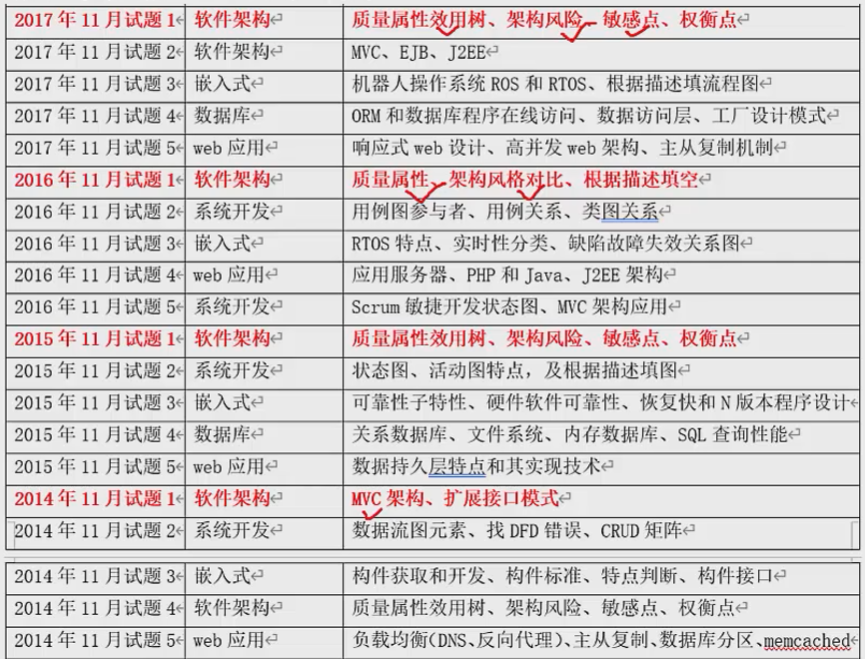 2017 年 11 月试题 1 软件架构 质量属性效用树、架构风险、敏感点、权衡点
2017 年 11 月试题 2 软件架构 MVC、EJB、J2EE
2017 年 11 月试题 3 嵌入式 机器人操作系统 ROS 和 RTOS、根据描述填流程图
2017 年 11 月试题 4 数据库 ORM 和数据库程序在线访问、数据访问层、工厂设计模式
2017 年 11 月试题 5 web 应用 响应式 web 设计、高并发 web 架构、主从复制机制
2016 年 11 月试题 1 软件架构 质量属性、架构风格对比、根据描述填空
2016 年 11 月试题 2 系统开发 用例图参与者、用例关系、类图关系
2016 年 11 月试题 3 嵌入式 RTOS 特点、实时性分类、缺陷故障失效关系图
2016 年 11 月试题 4 web 应用 应用服务器、PHP 和 Java、J2EE 架构
2016 年 11 月试题 5 系统开发 Scrum 敏捷开发状态图、MVC 架构应用
2015 年 11 月试题 1 软件架构 质量属性效用树、架构风险、敏感点、权衡点
2015 年 11 月试题 2 系统开发 状态图、活动图特点，及根据描述填图
2015 年 11 月试题 3 嵌入式 可靠性子特性、硬件软件可靠性、恢复快和 N 版本程序设计
2015 年 11 月试题 4 数据库 关系数据库、文件系统、内存数据库、SQL 查询性能
2015 年 11 月试题 5 web 应用 数据持久层特点和其实现技术
2014 年 11 月试题 1 软件架构 MVC 架构、扩展接口模式
2014 年 11 月试题 2 系统开发 数据流图元素、找 DFD 错误、CRUD 矩阵
2014 年 11 月试题 3 嵌入式 构件获取和开发、构件标准、特点判断、构件接口
2014 年 11 月试题 4 软件架构 质量属性效用树、架构风险、敏感点、权衡点
2014 年 11 月试题 5 web 应用 负载均衡(DNS、反向代理)、主从复制、数据库分区、memcached